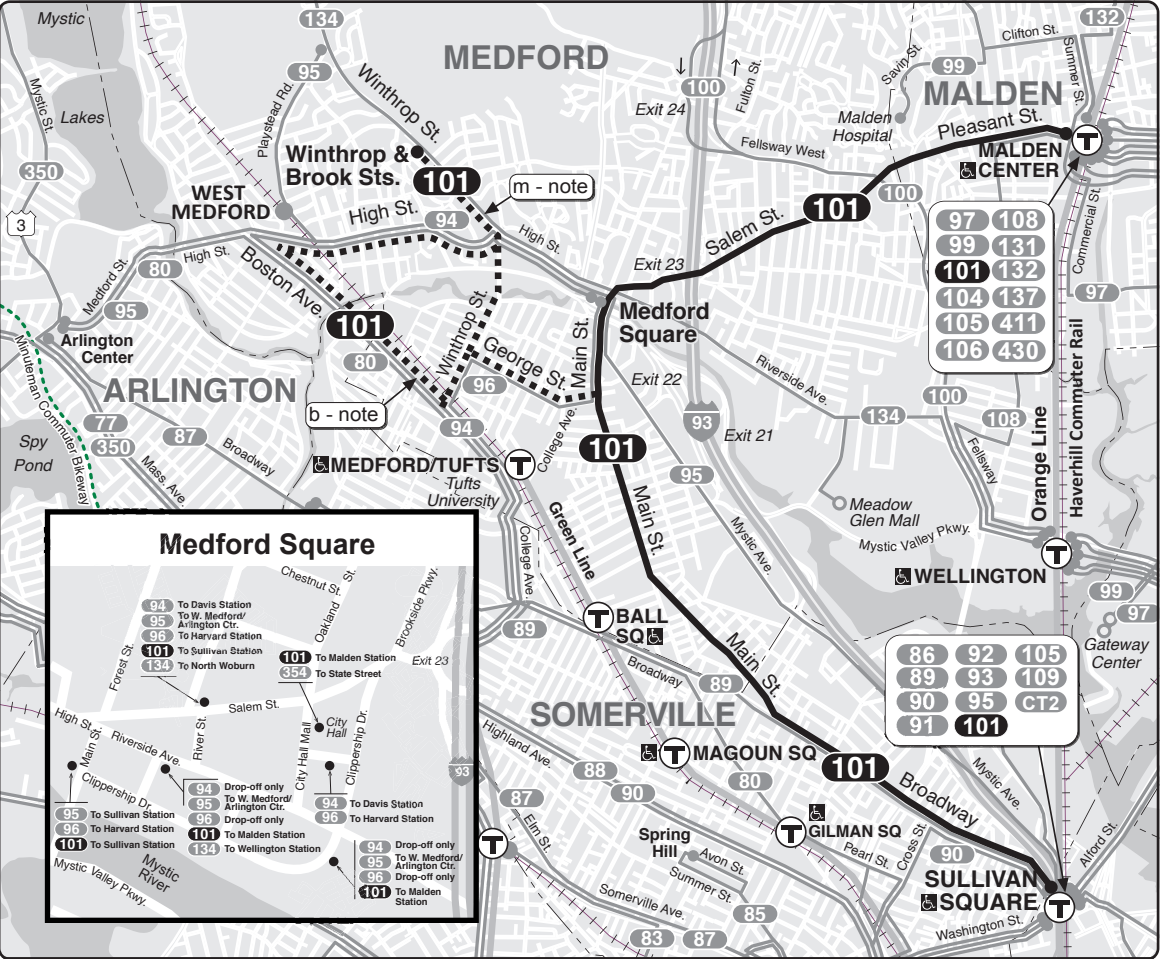 Mystic
Lakes
134
MEDFORD
132
Clifton St.
Summer St.
95
Playstead Rd.
Winthrop St.
100
Exit 24
Fulton St.
Savin St.
99
MALDEN
Mystic St.
350
3
Malden
Hospital
Pleasant St.
Fellsway West
MALDEN
CENTER
T
Winthrop &
Brook Sts.
101
m - note
WEST
MEDFORD
High St.
94
High St.
100
101
Salem St.
Commercial St.
97 108
99 131
101 132
104 137
105 411
106 430
97
Medford St.
80
High St.
Boston Ave.
Exit 23
95
Arlington
Center
101
80
Winthrop St.
George St.
96
Main St.
Medford
Square
Exit 22
Riverside Ave.
Haverhill Commuter Rail
Orange Line
Minuteman Commuter Bikeway
ARLINGTON
b - note
94
College Ave.
93
Exit 21
134
100
108
Fellsway
77
350
87
Broadway
Mass. Ave.
Spy
Pond
MEDFORD/TUFTS
T
Tufts
University
101
95
Meadow
Glen Mall
Mystic Valley Pkwy.
Mystic Ave.
Main St.
Green Line
College Ave.
WELLINGTON
T
99
97
Gateway
Center
BALL
SQ
T
89
Broadway
89
Main St.
SOMERVILLE
86 92 105
89 93 109
90 95 CT2
91 101
MAGOUN SQ
T
Highland Ave.
88
90
80
101
Broadway
Mystic Ave.
87
Elm St.
T
GILMAN SQ
T
Pearl St.
Cross St.
90
Spring
Hill
Avon St.
Summer St.
Somerville Ave.
85
83
87
SULLIVAN
SQUARE
T
Washington St.
Alford St.
Medford Square
Chestnut St.
Oakland St.
Brookside Pkwy.
Exit 23
94 To Davis Station
95 To W. Medford/
Arlington Ctr.
96 To Harvard Station
101 To Sullivan Station
134 To North Woburn
101 To Malden Station
354 To State Street
Forest St.
Salem St.
High St.
Main St.
Riverside Ave.
River St.
City
Hall
City Hall Mall
Clippership Dr.
93
Clippership Dr.
94 Drop-off only
95 To W. Medford/
Arlington Ctr.
96 Drop-off only
101 To Malden Station
134 To Wellington Station
94 To Davis Station
96 To Harvard Station
95 To Sullivan Station
96 To Harvard Station
101 To Sullivan Station
94 Drop-off only
95 To W. Medford/
Arlington Ctr.
96 Drop-off only
101 To Malden
Station
Mystic Valley Pkwy.
Mystic
River